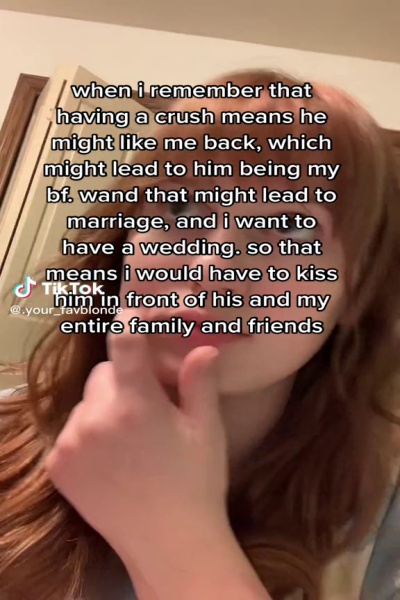 when i remember that
having a crush means he
might like me back, which
might lead to him being my
bf. wand that might lead to
marriage, and i want to
have a wedding. so that
means i would have to kiss
him in front of his and my
entire family and friends
TikTok
@.your_favblonde